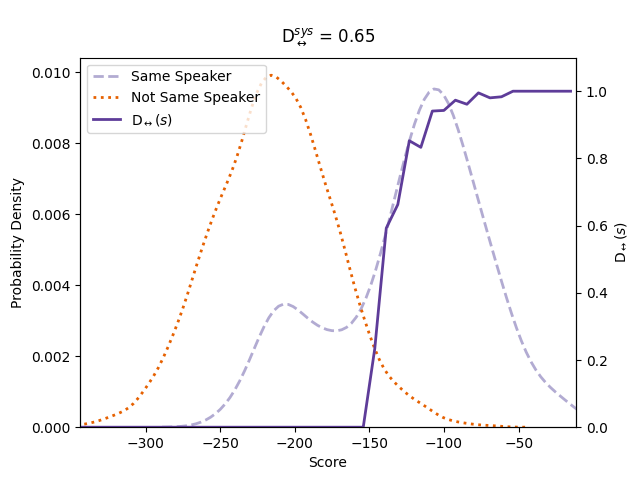 D↔^sys = 0.65
Same Speaker
Not Same Speaker
D↔(s)
Probability Density
0.010
0.008
0.006
0.004
0.002
0.000
1.0
0.8
0.6
0.4
0.2
0.0
D↔(s)
−300
−250
−200
−150
−100
−50
Score